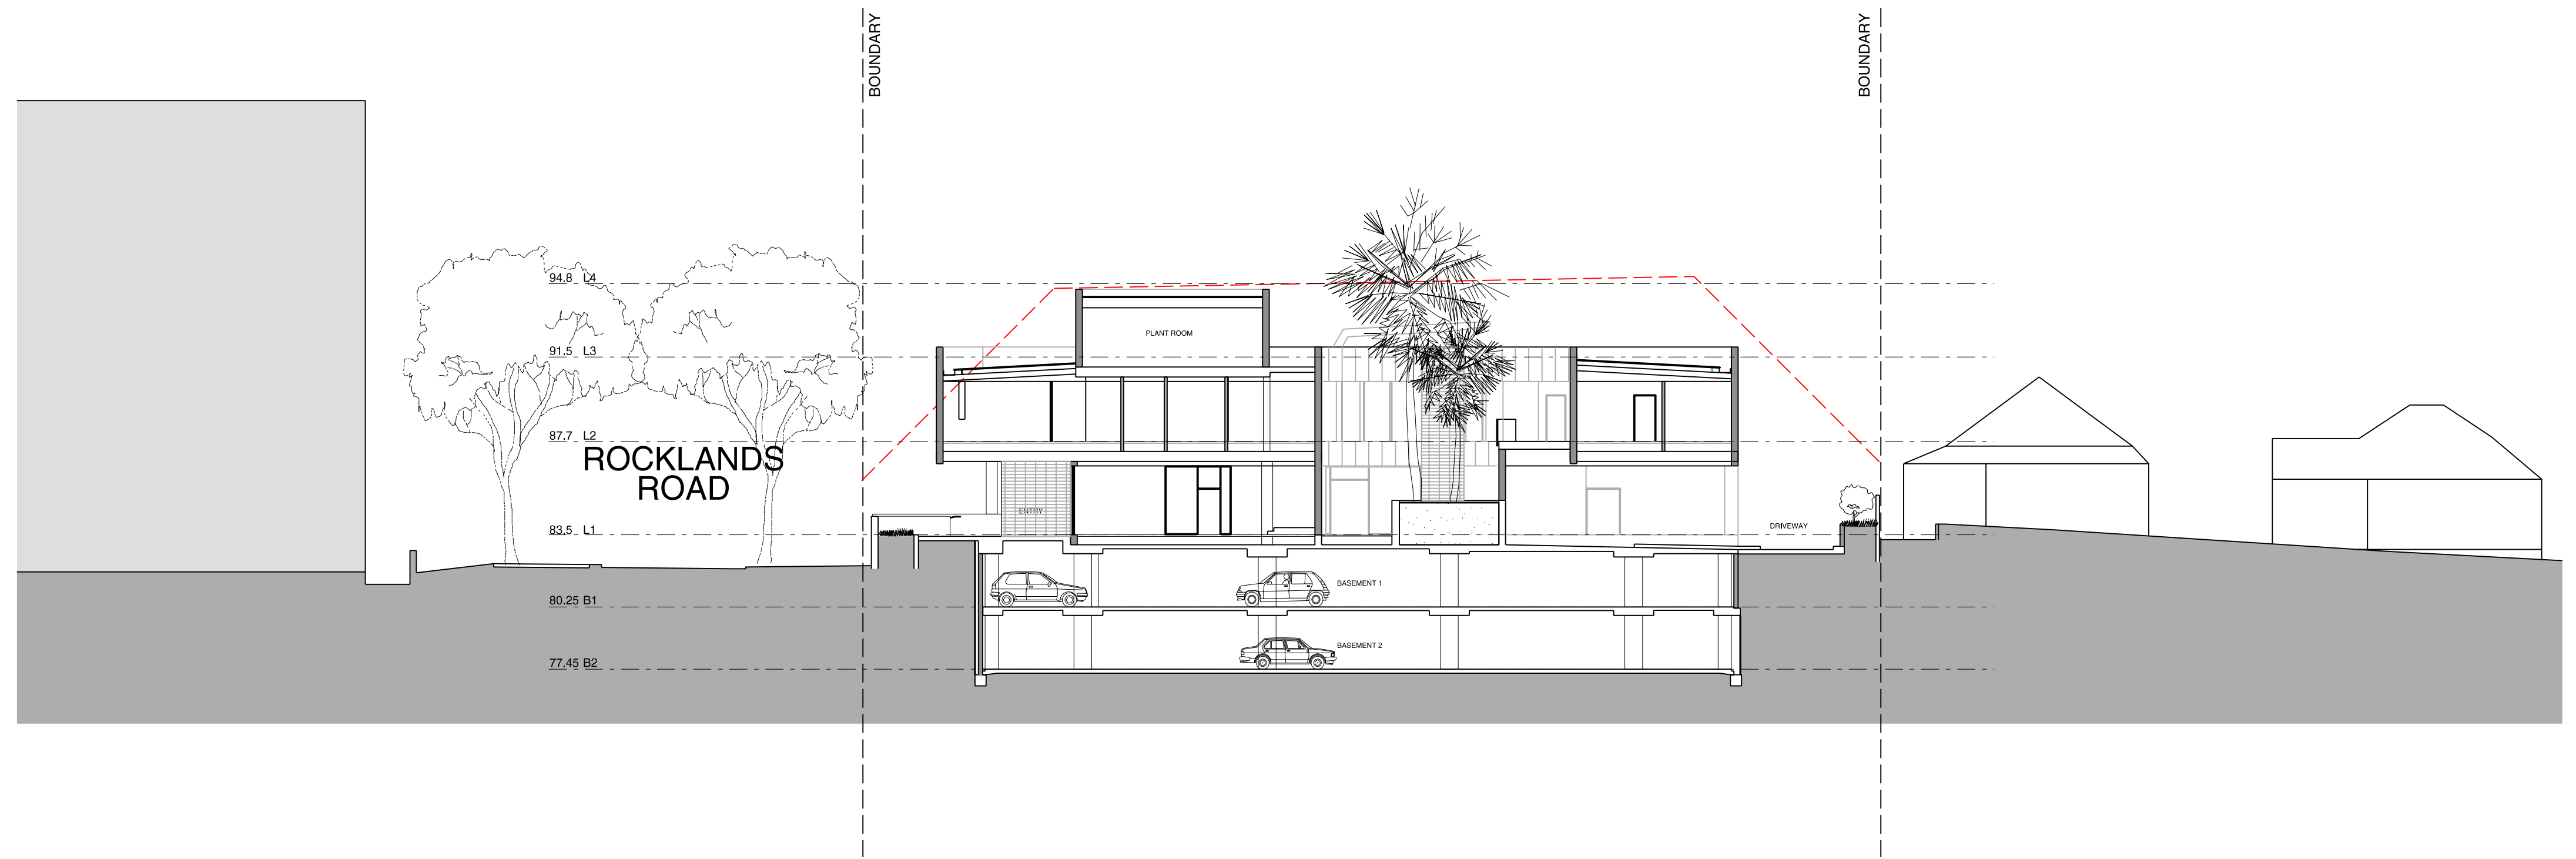 BOUNDARY
BOUNDARY
94.8 L4
PLANT ROOM
91.5 L3
87.7 L2
ROCKLANDS
ROAD
ENTRY
83.5 L1
DRIVEWAY
BASEMENT 1
80.25 B1
BASEMENT 2
77.45 B2